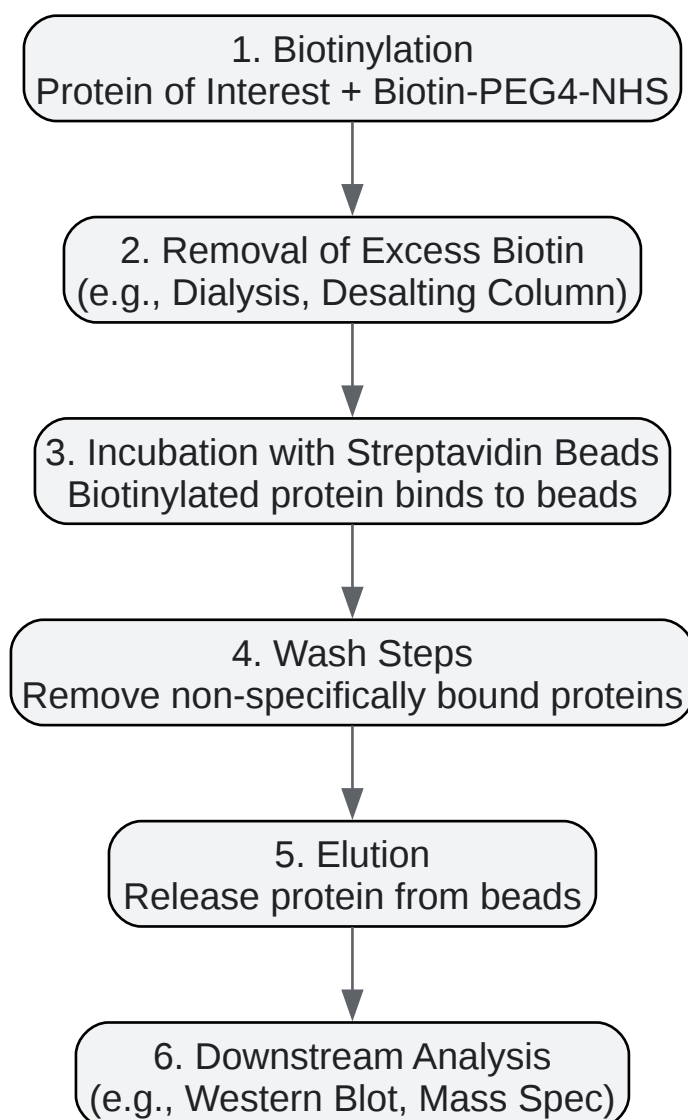 1. Biotinylation
Protein of Interest + Biotin-PEG4-NHS
2. Removal of Excess Biotin
(e.g., Dialysis, Desalting Column)
3. Incubation with Streptavidin Beads
Biotinylated protein binds to beads
4. Wash Steps
Remove non-specifically bound proteins
5. Elution
Release protein from beads
6. Downstream Analysis
(e.g., Western Blot, Mass Spec)